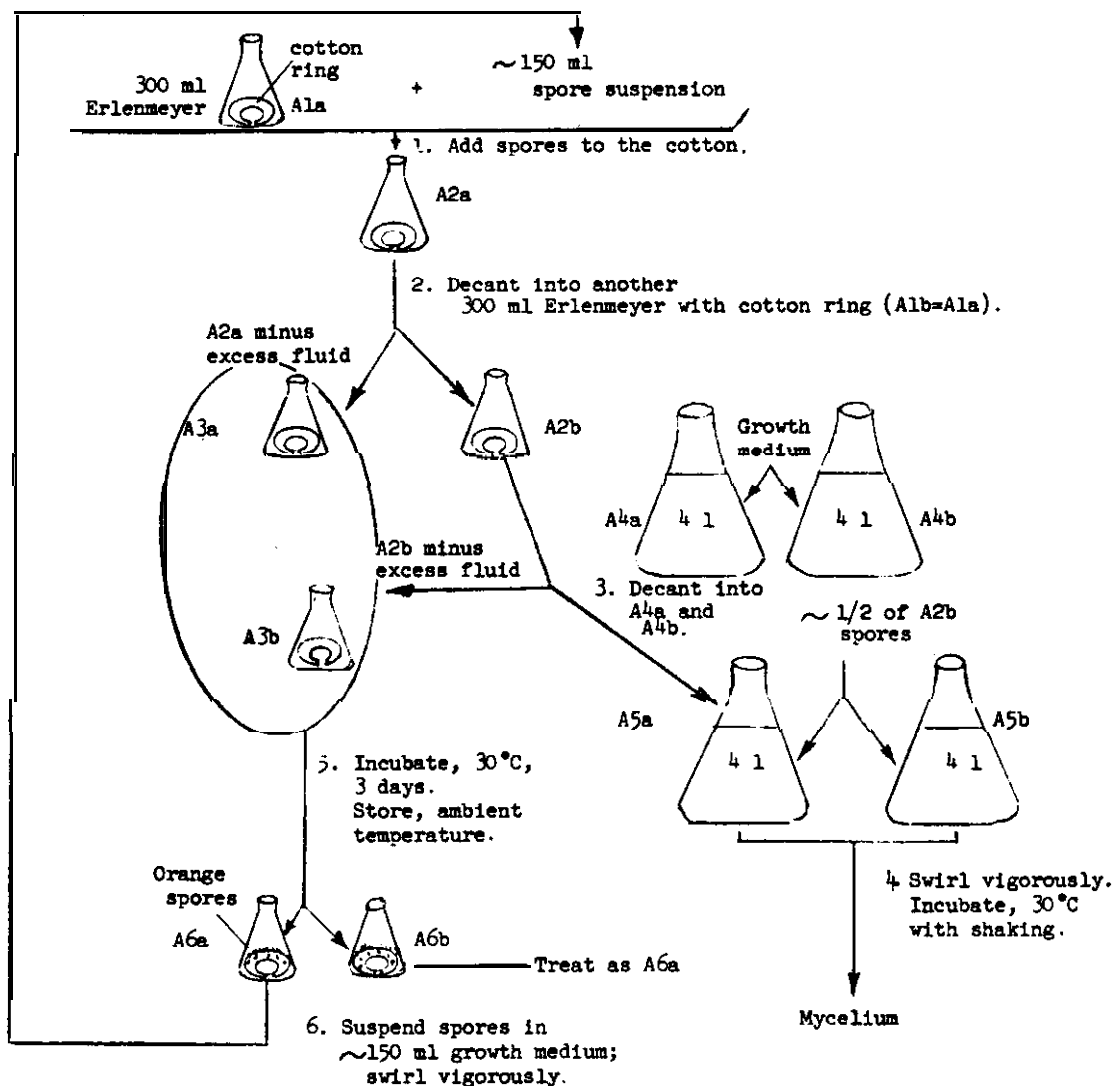 cotton
ring
300 ml
Erlenmeyer
A1a
+
~150 ml
spore suspension
1. Add spores to the cotton.
A2a
2. Decant into another
300 ml Erlenmeyer with cotton ring (A1b=A1a).
A2a minus
excess fluid
A3a
A2b
Growth
medium
A4a
4 l
4 l
A4b
A2b minus
excess fluid
3. Decant into
A4a and
A4b.
~ 1/2 of A2b
spores
A3b
A5a
4 l
4 l
A5b
5. Incubate, 30°C,
3 days.
Store, ambient
temperature.
4 Swirl vigorously.
Incubate, 30°C
with shaking.
Orange
spores
A6a
A6b
Treat as A6a
Mycelium
6. Suspend spores in
~150 ml growth medium;
swirl vigorously.